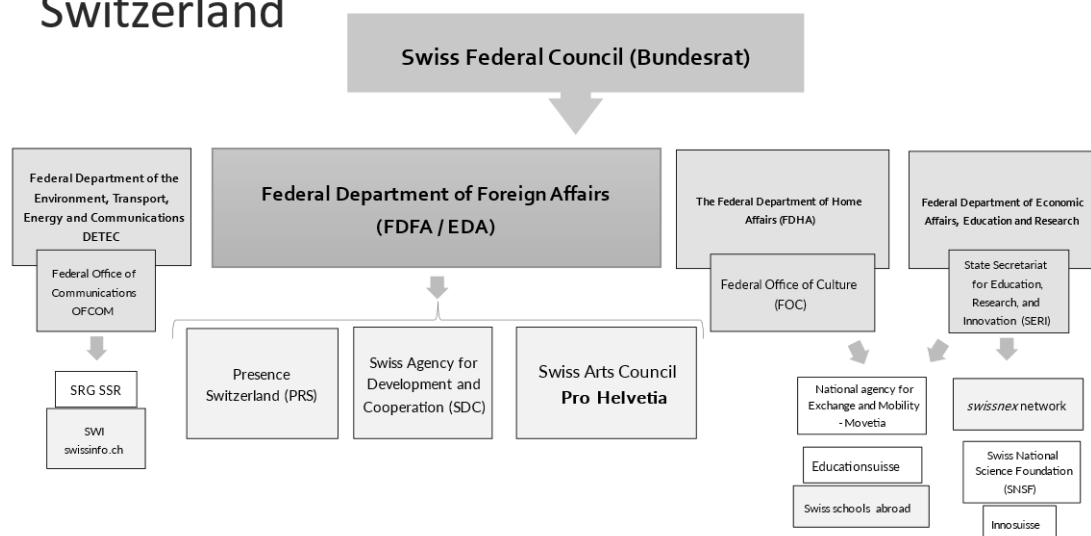 Switzerland
Swiss Federal Council (Bundesrat)
Federal Department of the
Environment, Transport,
Energy and Communications
DETEC
Federal Office of
Communications
OFCOM
SRG SSR
SWI
swissinfo.ch
Federal Department of Foreign Affairs
(FDFA / EDA)
Presence
Switzerland (PRS)
Swiss Agency for
Development and
Cooperation (SDC)
Swiss Arts Council
Pro Helvetia
The Federal Department of Home
Affairs (FDHA)
Federal Office of Culture
(FOC)
National agency for
Exchange and Mobility
- Movetia
Educationsuisse
Swiss schools abroad
Federal Department of Economic
Affairs, Education and Research
State Secretariat
for Education,
Research, and
Innovation (SERI)
swissnex network
Swiss National
Science Foundation
(SNSF)
Innosuisse